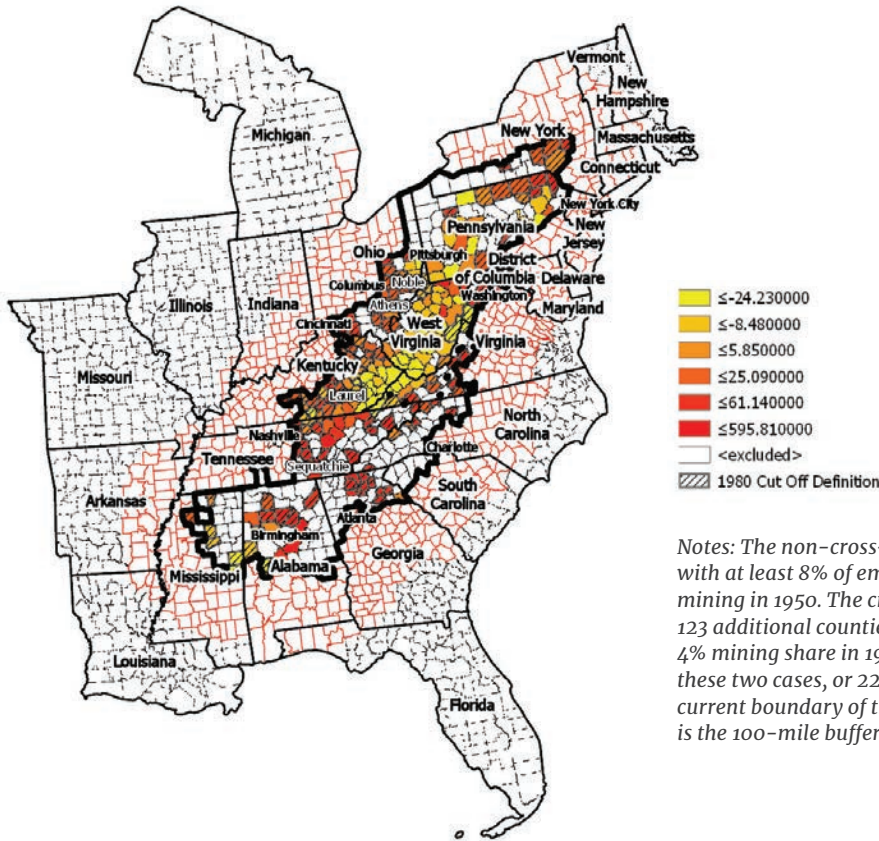 Vermont
New
Hampshire
Michigan
New York
Massachusetts
Connecticut
New York City
Pennsylvania
New
Jersey
Ohio
Pittsburgh
District
of Columbia
Delaware
Columbus
Noble
Washington
Maryland
Illinois
Indiana
Athens
Cincinnati
West
Virginia
Virginia
Missouri
Kentucky
Laurel
North
Carolina
Nashville
Charlotte
Tennessee
Sequatchie
Arkansas
South
Carolina
Atlanta
Birmingham
Mississippi
Alabama
Georgia
Louisiana
Florida
≤-24.230000
≤-8.480000
≤5.850000
≤25.090000
≤61.140000
≤595.810000
<excluded>
1980 Cut Off Definition
Notes: The non-cross-
with at least 8% of em
mining in 1950. The c
123 additional countie
4% mining share in 19
these two cases, or 22
current boundary of t
is the 100-mile buffer